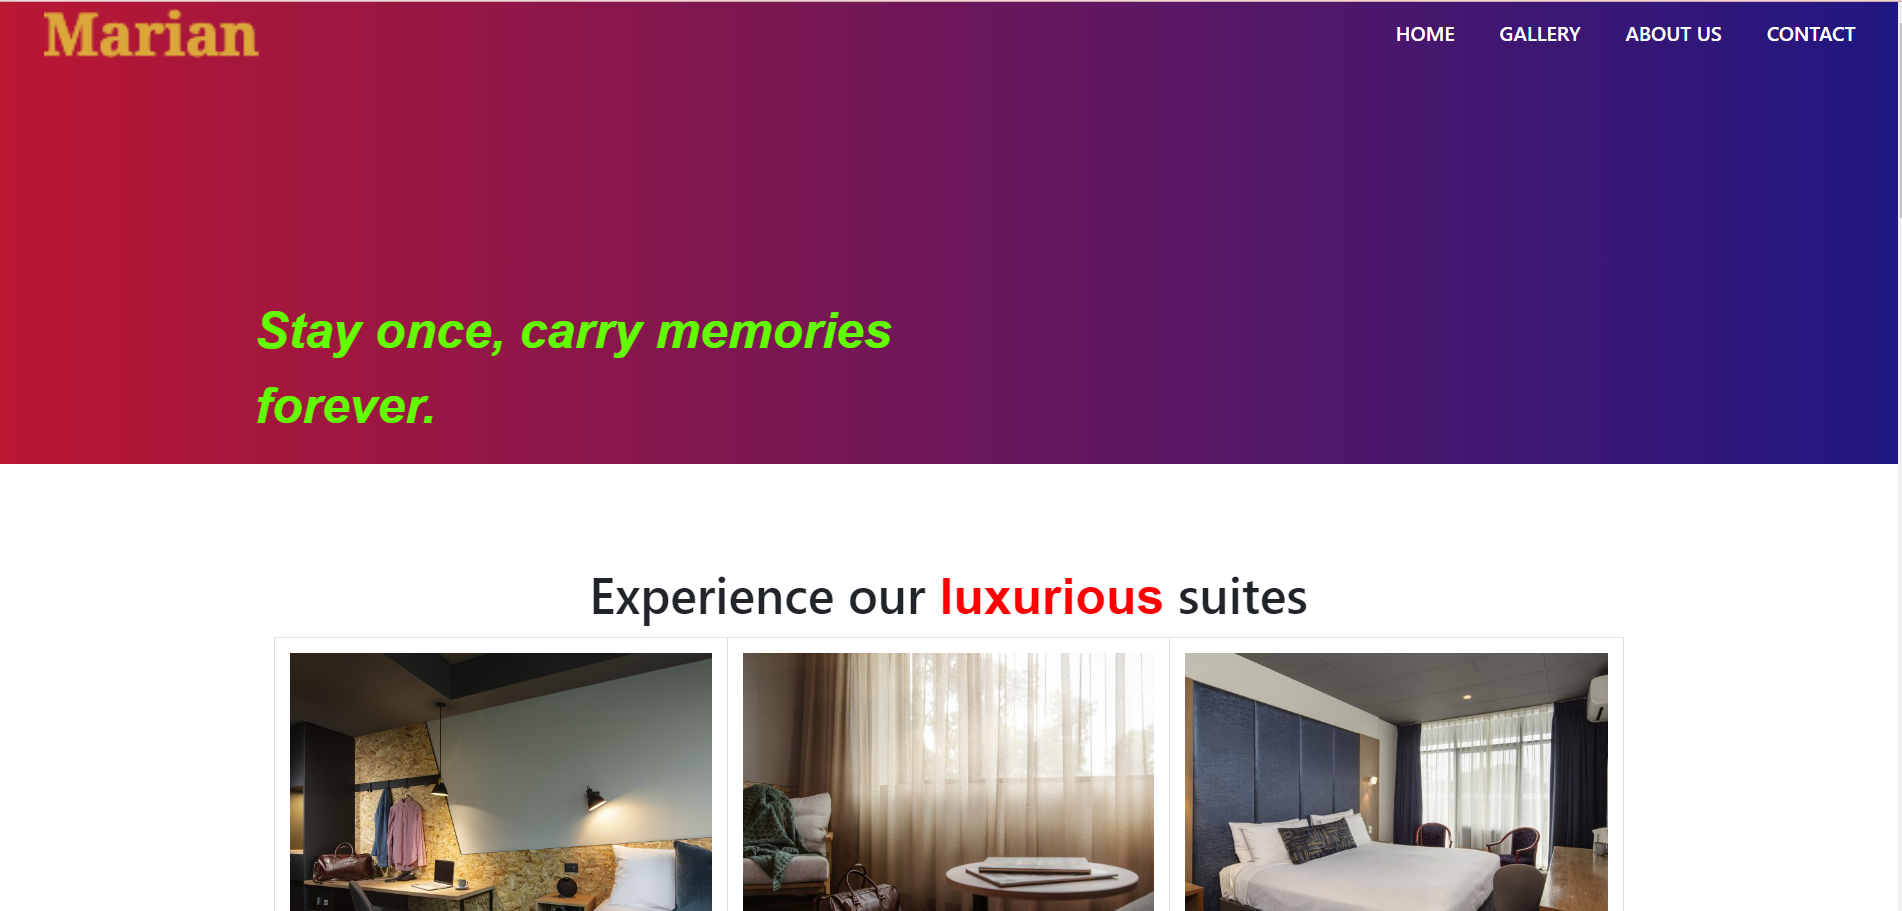 Marian
HOME GALLERY ABOUT US CONTACT
Stay once, carry memories
forever.
Experience our luxurious suites